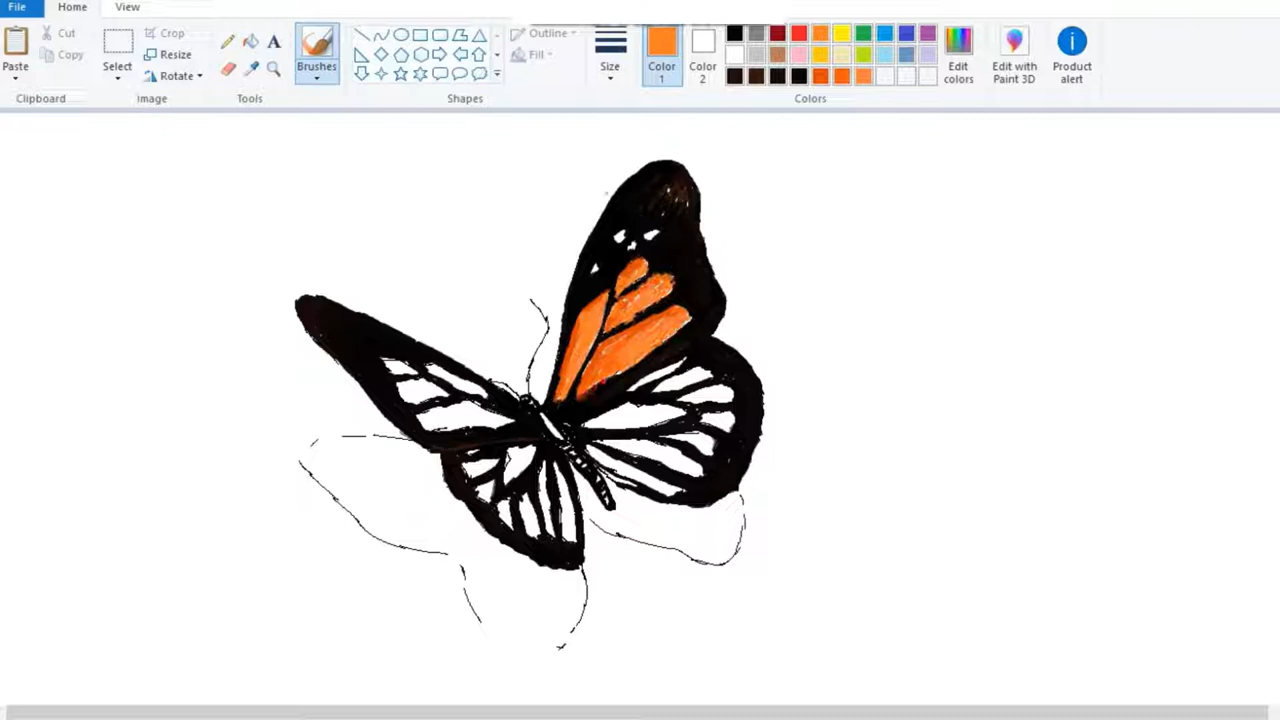 File Home View
Paste
Cut
Copy
Clipboard
Select
Crop
Resize
Rotate
Image
A
Tools
Brushes
Outline
Fill
Shapes
Size
Color
1
Color
2
Colors
Edit
colors
Edit with
Paint 3D
Product
alert